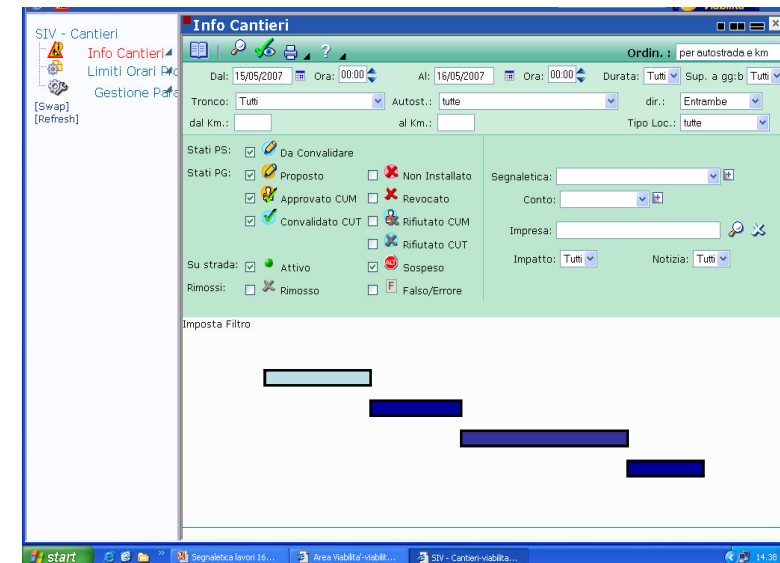 SIV - Cantieri
Info Cantieri
Limiti Orari
Gestione
[Swap]
[Refresh]
Info Cantieri
Ordin. : per autostrada e km
Dal: 15/05/2007 Ora: 00:00 Al: 16/05/2007 Ora: 00:00 Durata: Tutti Sup. a gg:b Tutti
Tronco: Tutti Autost.: tutte dir.: Entrambe
dal Km.: al Km.: Tipo Loc.: tutte
Stati PS: Da Convalidare
Stati PG: Proposto Non Installato Segnaletica:
Approvato CUM Revocato Conto:
Convalidato CUT Rifiutato CUM Impresa:
Rifiutato CUT
Su strada: Attivo ALT Sospeso Impatto: Tutti Notizia: Tutti
Rimossi: Rimosso F Falso/Errore
Imposta Filtro
start Segnaletica lavori 16... Area Viabilita'-viabilit... SIV - Cantieri-viabilita... 14.38